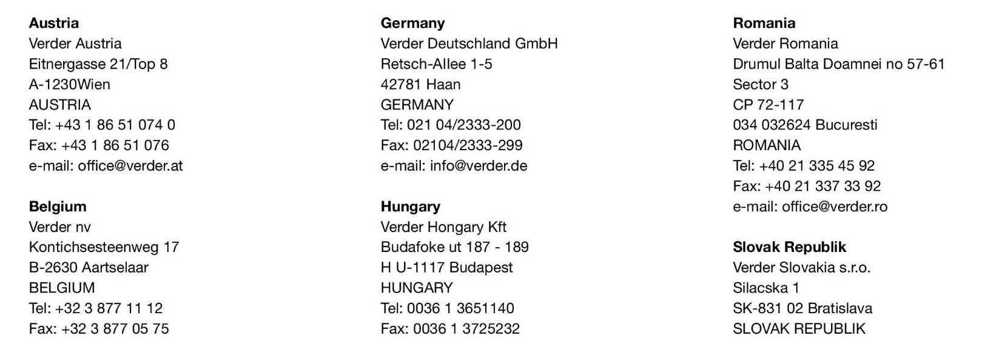 Austria
Verder Austria
Eitnergasse 21/Top 8
A-1230Wien
AUSTRIA
Tel: +43 1 86 51 074 0
Fax: +43 1 86 51 076
e-mail: office@verder.at
Belgium
Verder nv
Kontichsesteenweg 17
B-2630 Aartselaar
BELGIUM
Tel: +32 3 877 11 12
Fax: +32 3 877 05 75
Germany
Verder Deutschland GmbH
Retsch-Allee 1-5
42781 Haan
GERMANY
Tel: 021 04/2333-200
Fax: 02104/2333-299
e-mail: info@verder.de
Hungary
Verder Hongary Kft
Budafoke ut 187 - 189
H U-1117 Budapest
HUNGARY
Tel: 0036 1 3651140
Fax: 0036 1 3725232
Romania
Verder Romania
Drumul Balta Doamnei no 57-61
Sector 3
CP 72-117
034 032624 Bucuresti
ROMANIA
Tel: +40 21 335 45 92
Fax: +40 21 337 33 92
e-mail: office@verder.ro
Slovak Republik
Verder Slovakia s.r.o.
Silacska 1
SK-831 02 Bratislava
SLOVAK REPUBLIK